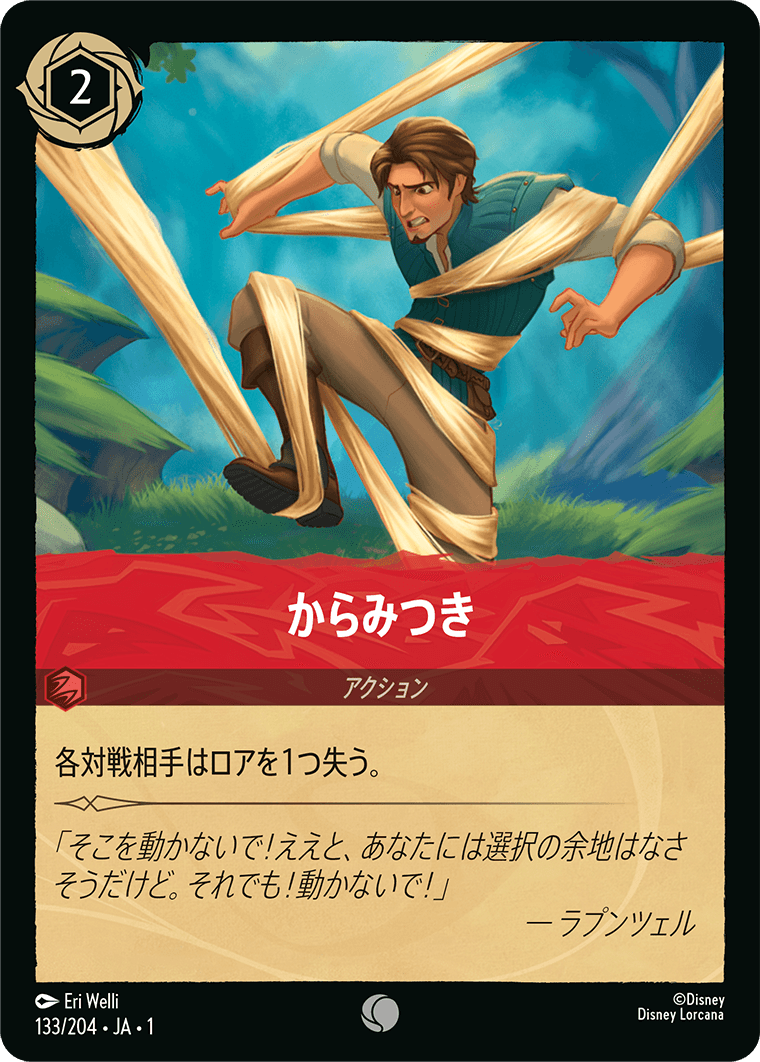 2
からみつき
アクション
各対戦相手はロアを1つ失う。
「そこを動かないで!ええと、あなたには選択の余地はなさ
そうだけど。それでも!動かないで!」
— ラプンツェル
Eri Welli
©Disney
133/204 • JA • 1
Disney Lorcana